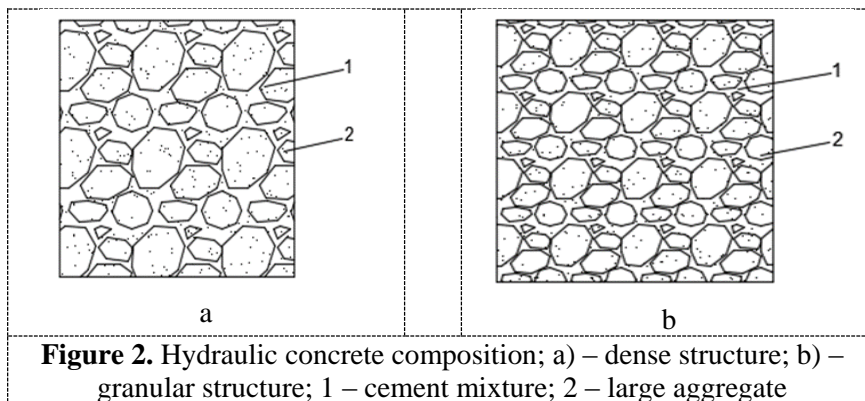 1
2
a
1
2
b
Figure 2. Hydraulic concrete composition; a) – dense structure; b) –
granular structure; 1 – cement mixture; 2 – large aggregate